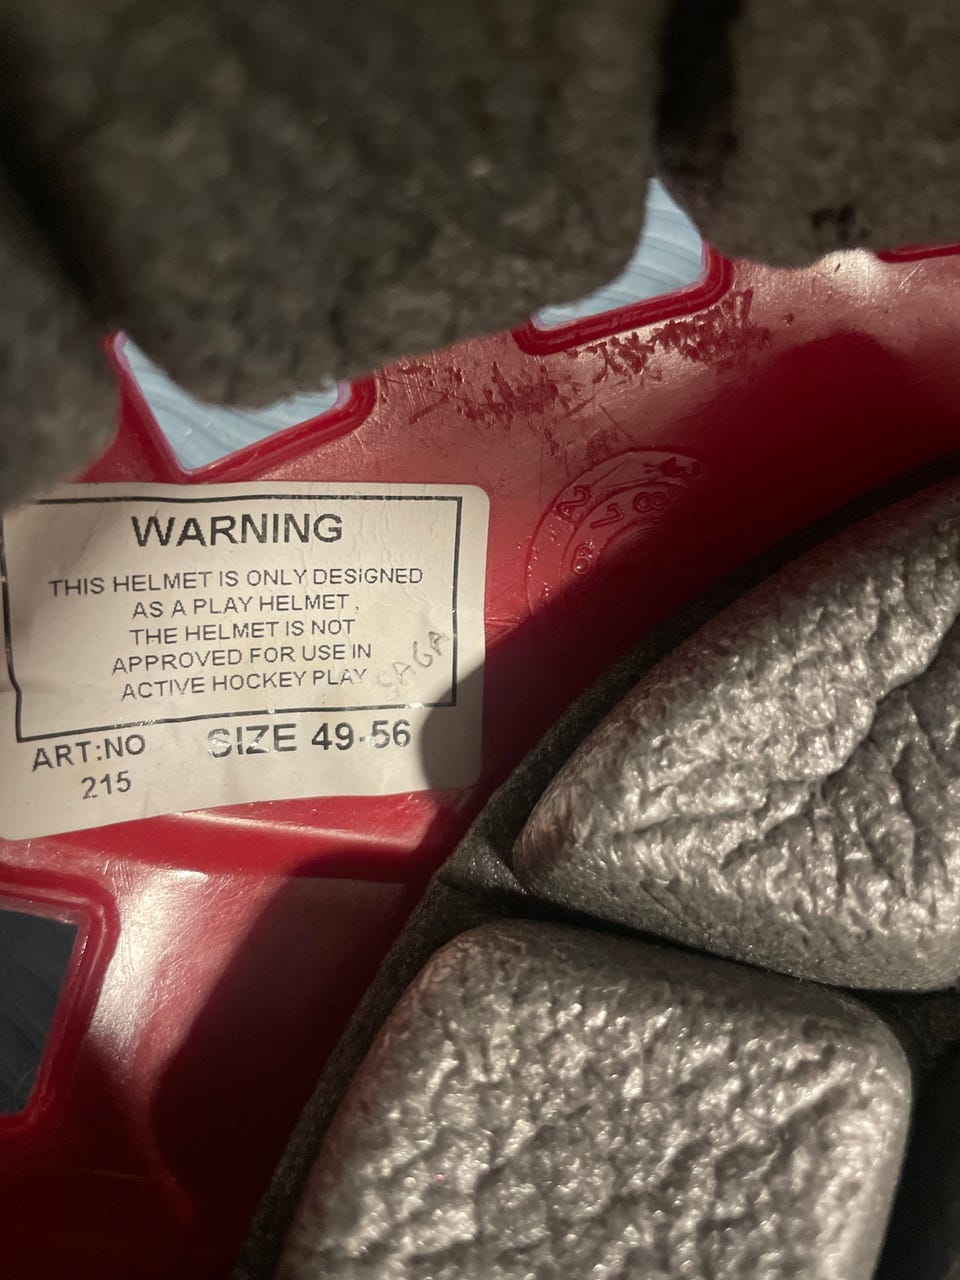 WARNING
THIS HELMET IS ONLY DESIGNED
AS A PLAY HELMET,
THE HELMET IS NOT
APPROVED FOR USE IN
ACTIVE HOCKEY PLAY
SAGA
ART:NO SIZE 49-56
215